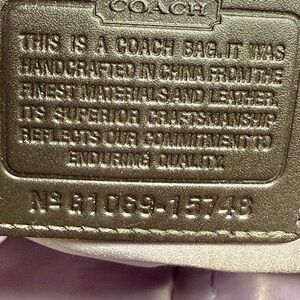 COACH
THIS IS A COACH BAG. IT WAS
HANDCRAFTED IN CHINA FROM THE
FINEST MATERIALS AND LEATHER.
ITS SUPERIOR CRAFTSMANSHIP
REFLECTS OUR COMMITMENT TO
ENDURING QUALITY.
Nº G1069-15748